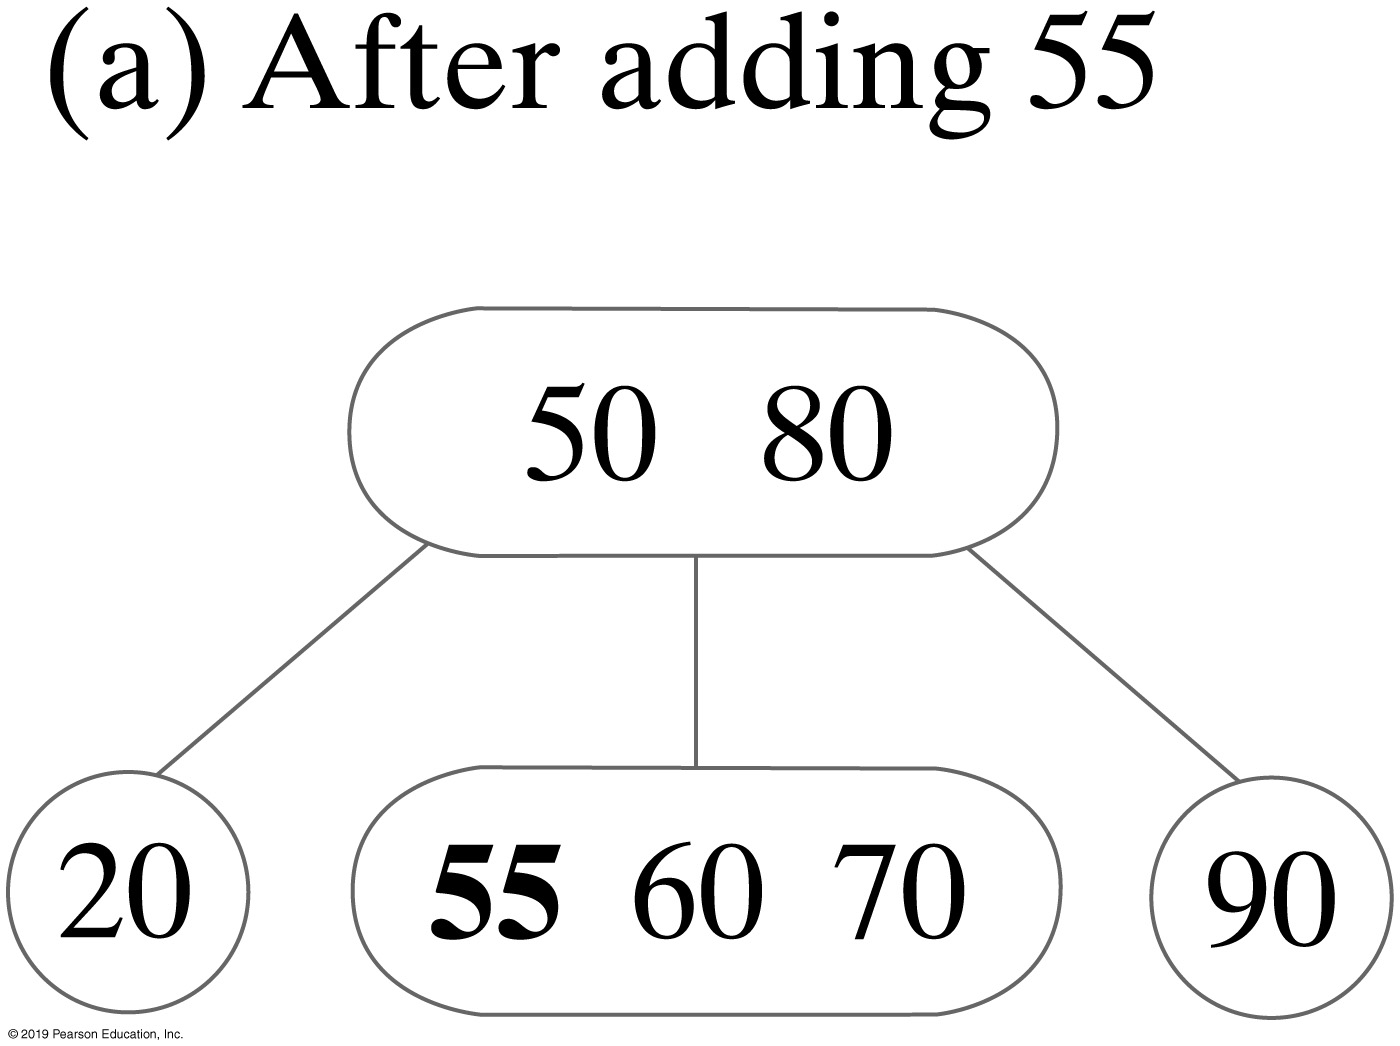 (a) After adding 55
50 80
20 55 60 70 90
© 2019 Pearson Education, Inc.